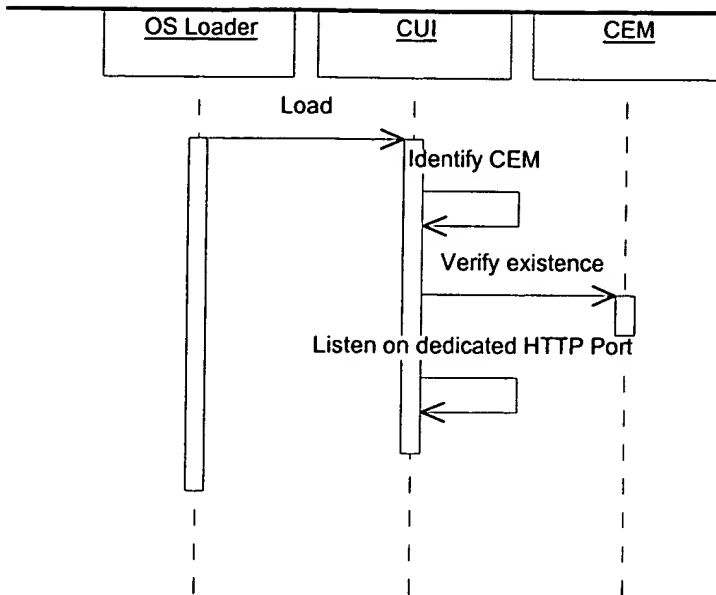 OS Loader
CUI
CEM
Load
Identify CEM
Verify existence
Listen on dedicated HTTP Port